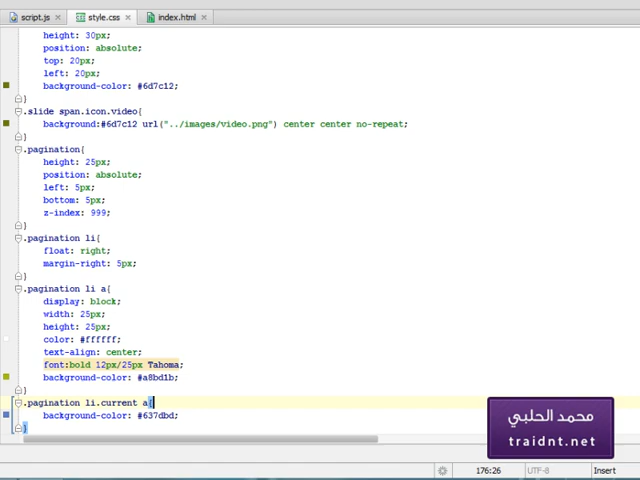 script.js style.css index.html
height: 30px;
position: absolute;
top: 20px;
left: 20px;
background-color: #6d7c12;
}
.slide span.icon.video{
background:#6d7c12 url("../images/video.png") center center no-repeat;
}
.pagination{
height: 25px;
position: absolute;
left: 5px;
bottom: 5px;
z-index: 999;
}
.pagination li{
float: right;
margin-right: 5px;
}
.pagination li a{
display: block;
width: 25px;
height: 25px;
color: #ffffff;
text-align: center;
font:bold 12px/25px Tahoma;
background-color: #a8bd1b;
}
.pagination li.current a{
background-color: #637dbd;
}
محمد الحلبي
traidnt.net
176:26 UTF-8 Insert